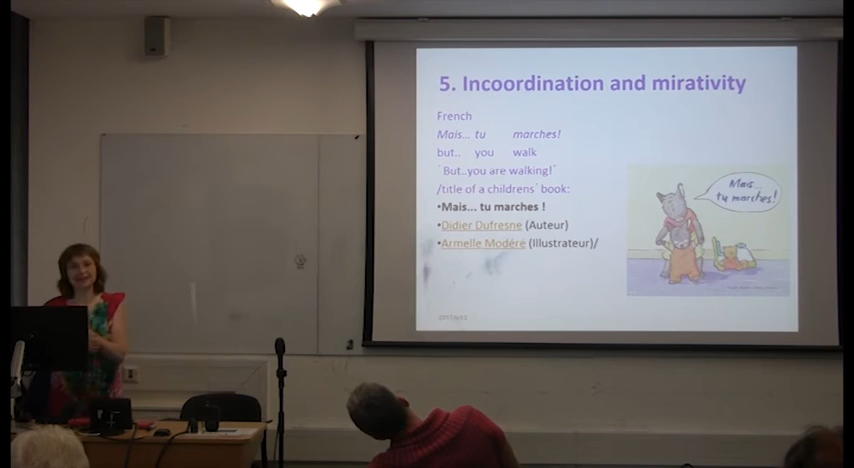 5. Incoordination and mirativity
French
Mais... tu marches!
but.. you walk
`But..you are walking!´
/title of a childrens´ book:
•Mais... tu marches !
•Didier Dufresne (Auteur)
•Armelle Modéré (Illustrateur)/
Mais...
tu marches!